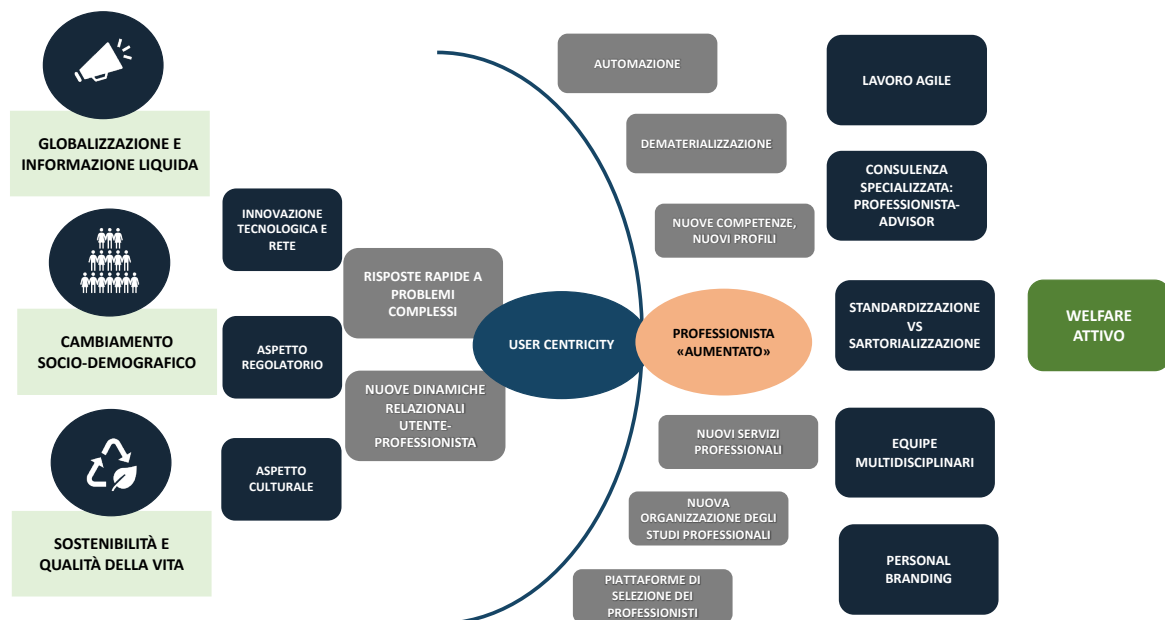 GLOBALIZZAZIONE E
INFORMAZIONE LIQUIDA
CAMBIAMENTO
SOCIO-DEMOGRAFICO
SOSTENIBILITÀ E
QUALITÀ DELLA VITA
INNOVAZIONE
TECNOLOGICA E
RETE
ASPETTO
REGOLATORIO
ASPETTO
CULTURALE
RISPOSTE RAPIDE A
PROBLEMI
COMPLESSI
NUOVE DINAMICHE
RELAZIONALI
UTENTE-
PROFESSIONISTA
USER CENTRICITY
PROFESSIONISTA
«AUMENTATO»
AUTOMAZIONE
DEMATERIALIZZAZIONE
NUOVE COMPETENZE,
NUOVI PROFILI
NUOVI SERVIZI
PROFESSIONALI
NUOVA
ORGANIZZAZIONE DEGLI
STUDI PROFESSIONALI
PIATTAFORME DI
SELEZIONE DEI
PROFESSIONISTI
LAVORO AGILE
CONSULENZA
SPECIALIZZATA:
PROFESSIONISTA-
ADVISOR
STANDARDIZZAZIONE
VS
SARTORIALIZZAZIONE
EQUIPE
MULTIDISCIPLINARI
PERSONAL
BRANDING
WELFARE
ATTIVO